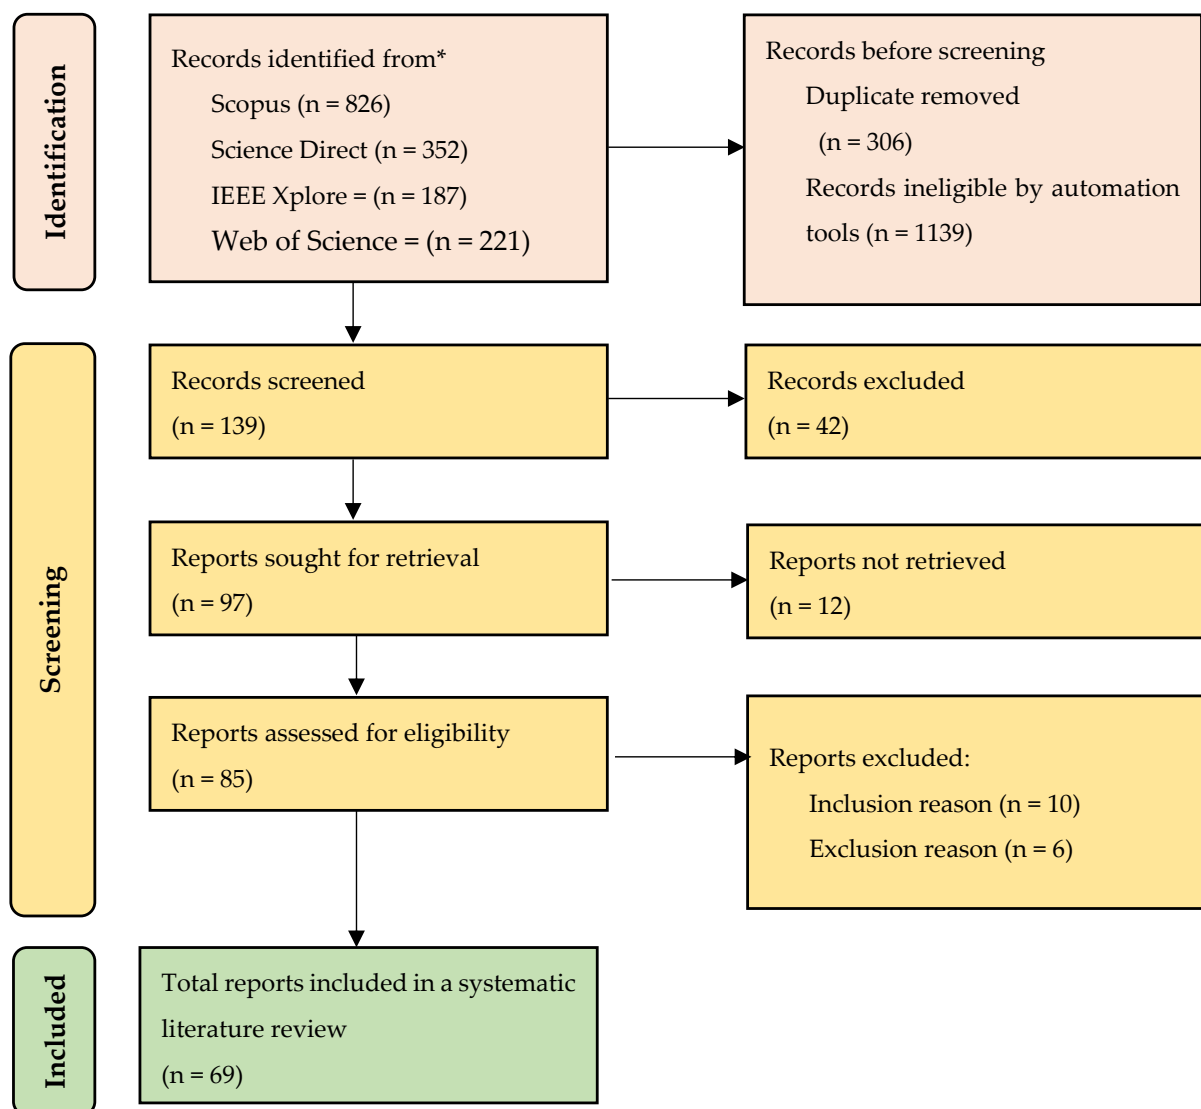 Identification
Records identified from*
Scopus (n = 826)
Science Direct (n = 352)
IEEE Xplore = (n = 187)
Web of Science = (n = 221)
Records before screening
Duplicate removed
(n = 306)
Records ineligible by automation
tools (n = 1139)
Screening
Records screened
(n = 139)
Records excluded
(n = 42)
Reports sought for retrieval
(n = 97)
Reports not retrieved
(n = 12)
Reports assessed for eligibility
(n = 85)
Reports excluded:
Inclusion reason (n = 10)
Exclusion reason (n = 6)
Included
Total reports included in a systematic
literature review
(n = 69)